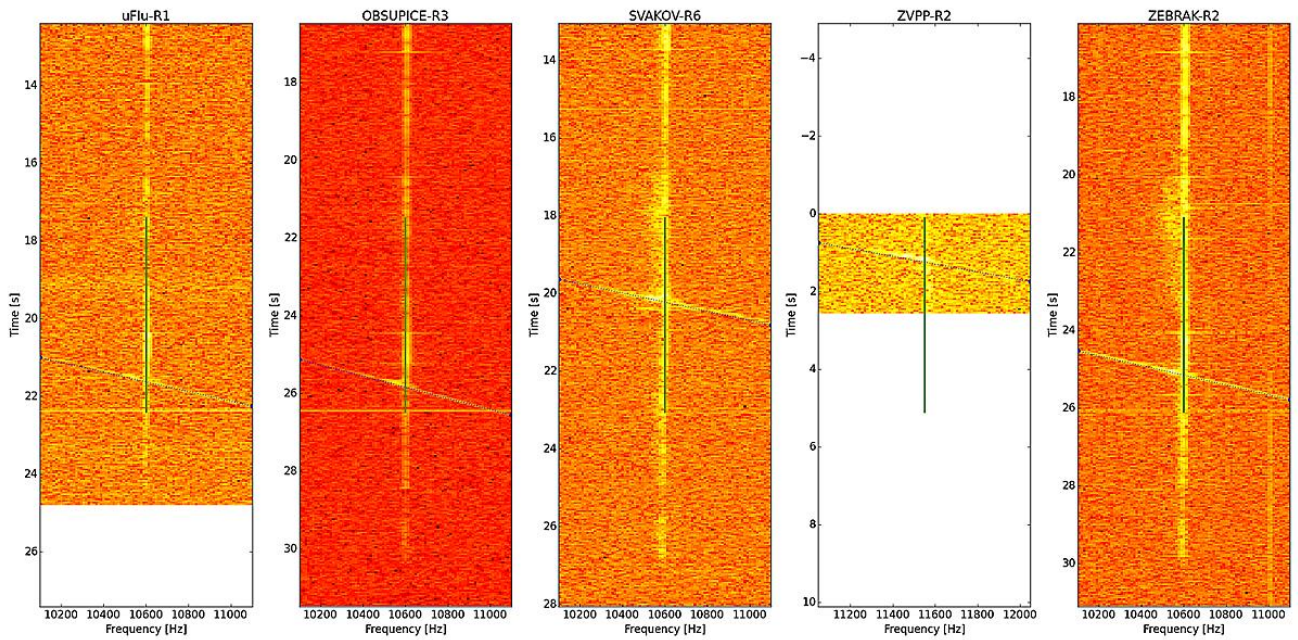 uFlu-R1
14
16
18
20
22
24
26
Time [s]
10200 10400 10600 10800 11000
Frequency [Hz]
OBSUPICE-R3
18
20
22
24
26
28
30
Time [s]
10200 10400 10600 10800 11000
Frequency [Hz]
SVAKOV-R6
14
16
18
20
22
24
26
28
Time [s]
10200 10400 10600 10800 11000
Frequency [Hz]
ZVPP-R2
−4
−2
0
2
4
6
8
10
Time [s]
11200 11400 11600 11800 12000
Frequency [Hz]
ZEBRAK-R2
18
20
22
24
26
28
30
Time [s]
10200 10400 10600 10800 11000
Frequency [Hz]